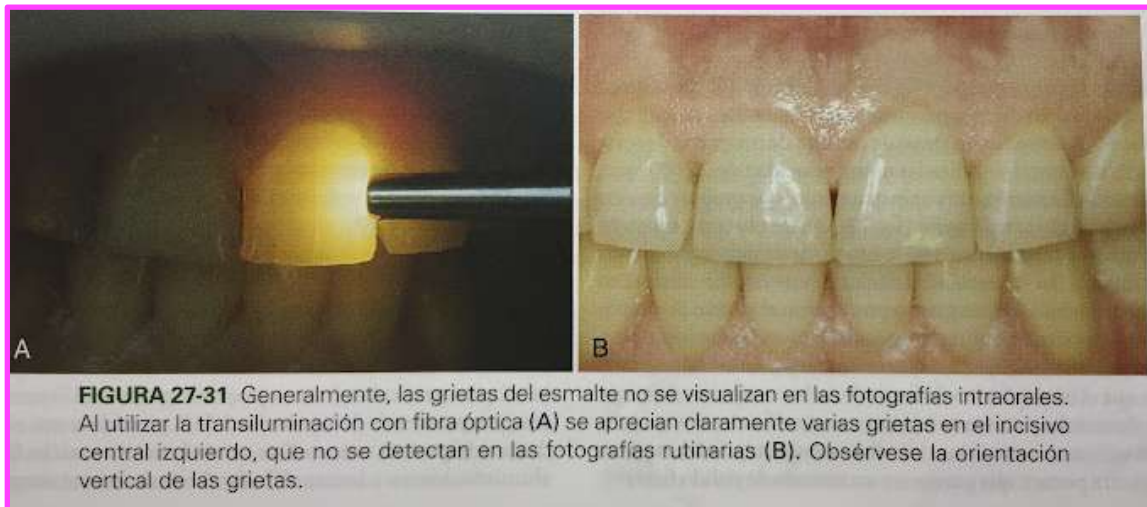 A
B
FIGURA 27-31 Generalmente, las grietas del esmalte no se visualizan en las fotografías intraorales.
Al utilizar la transiluminación con fibra óptica (A) se aprecian claramente varias grietas en el incisivo
central izquierdo, que no se detectan en las fotografías rutinarias (B). Obsérvese la orientación
vertical de las grietas.